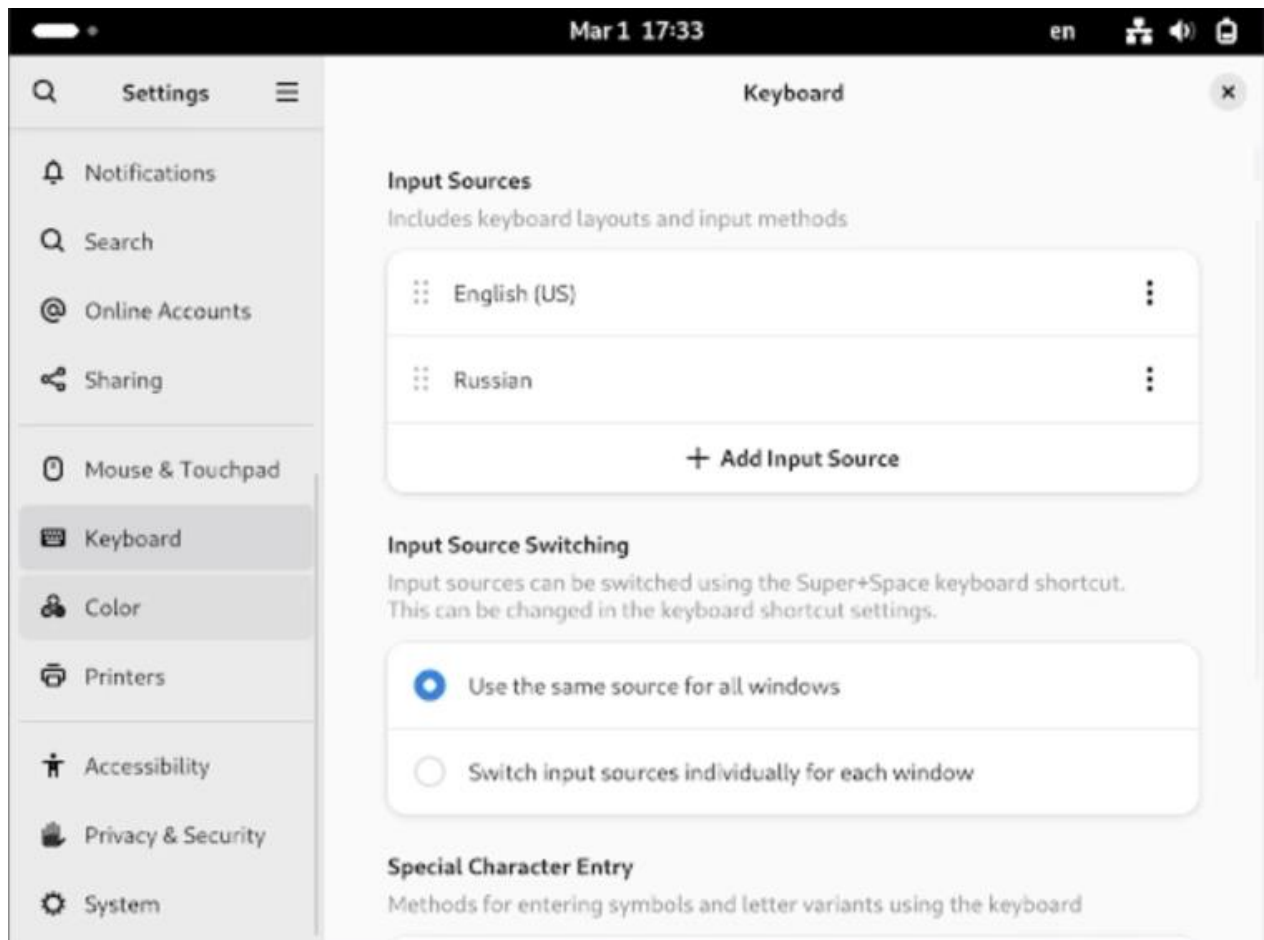 Mar 1 17:33
en
Settings
Keyboard
Notifications
Search
Online Accounts
Sharing
Mouse & Touchpad
Keyboard
Color
Printers
Accessibility
Privacy & Security
System
Input Sources
Includes keyboard layouts and input methods
English (US)
Russian
+ Add Input Source
Input Source Switching
Input sources can be switched using the Super+Space keyboard shortcut.
This can be changed in the keyboard shortcut settings.
Use the same source for all windows
Switch input sources individually for each window
Special Character Entry
Methods for entering symbols and letter variants using the keyboard